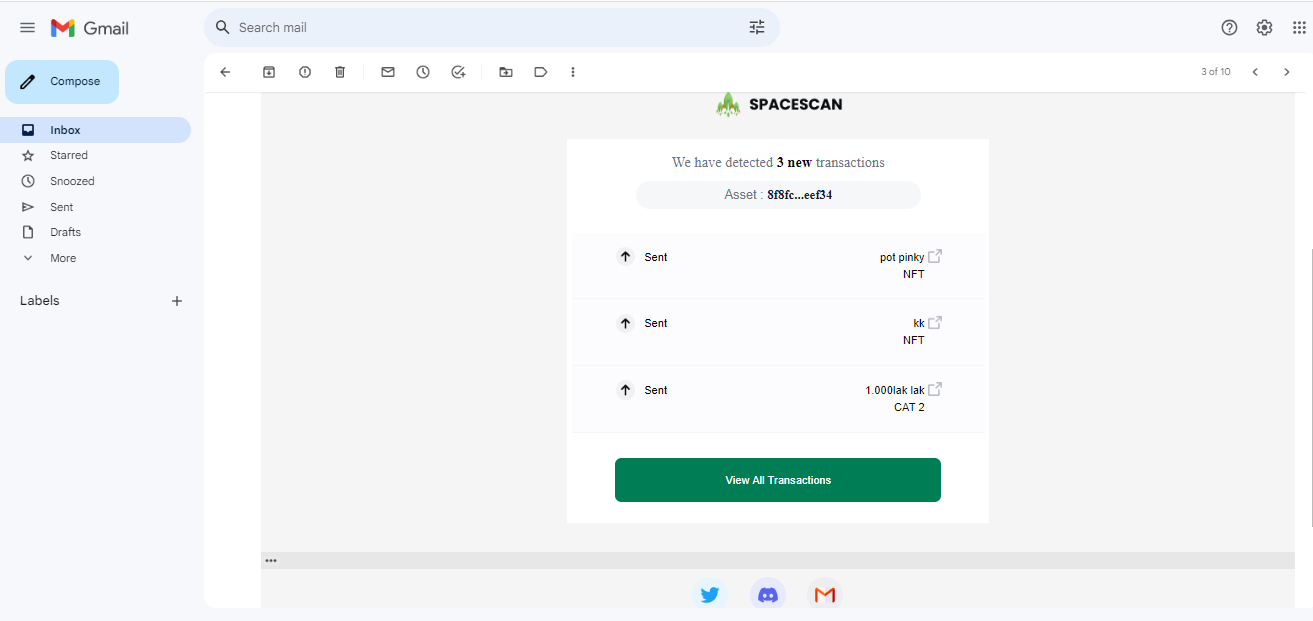 Gmail
Search mail
Compose
3 of 10
Inbox
Starred
Snoozed
Sent
Drafts
More
Labels
SPACESCAN
We have detected 3 new transactions
Asset : 8f8fc...eef34
Sent
pot pinky
NFT
Sent
kk
NFT
Sent
1.000lak lak
CAT 2
View All Transactions